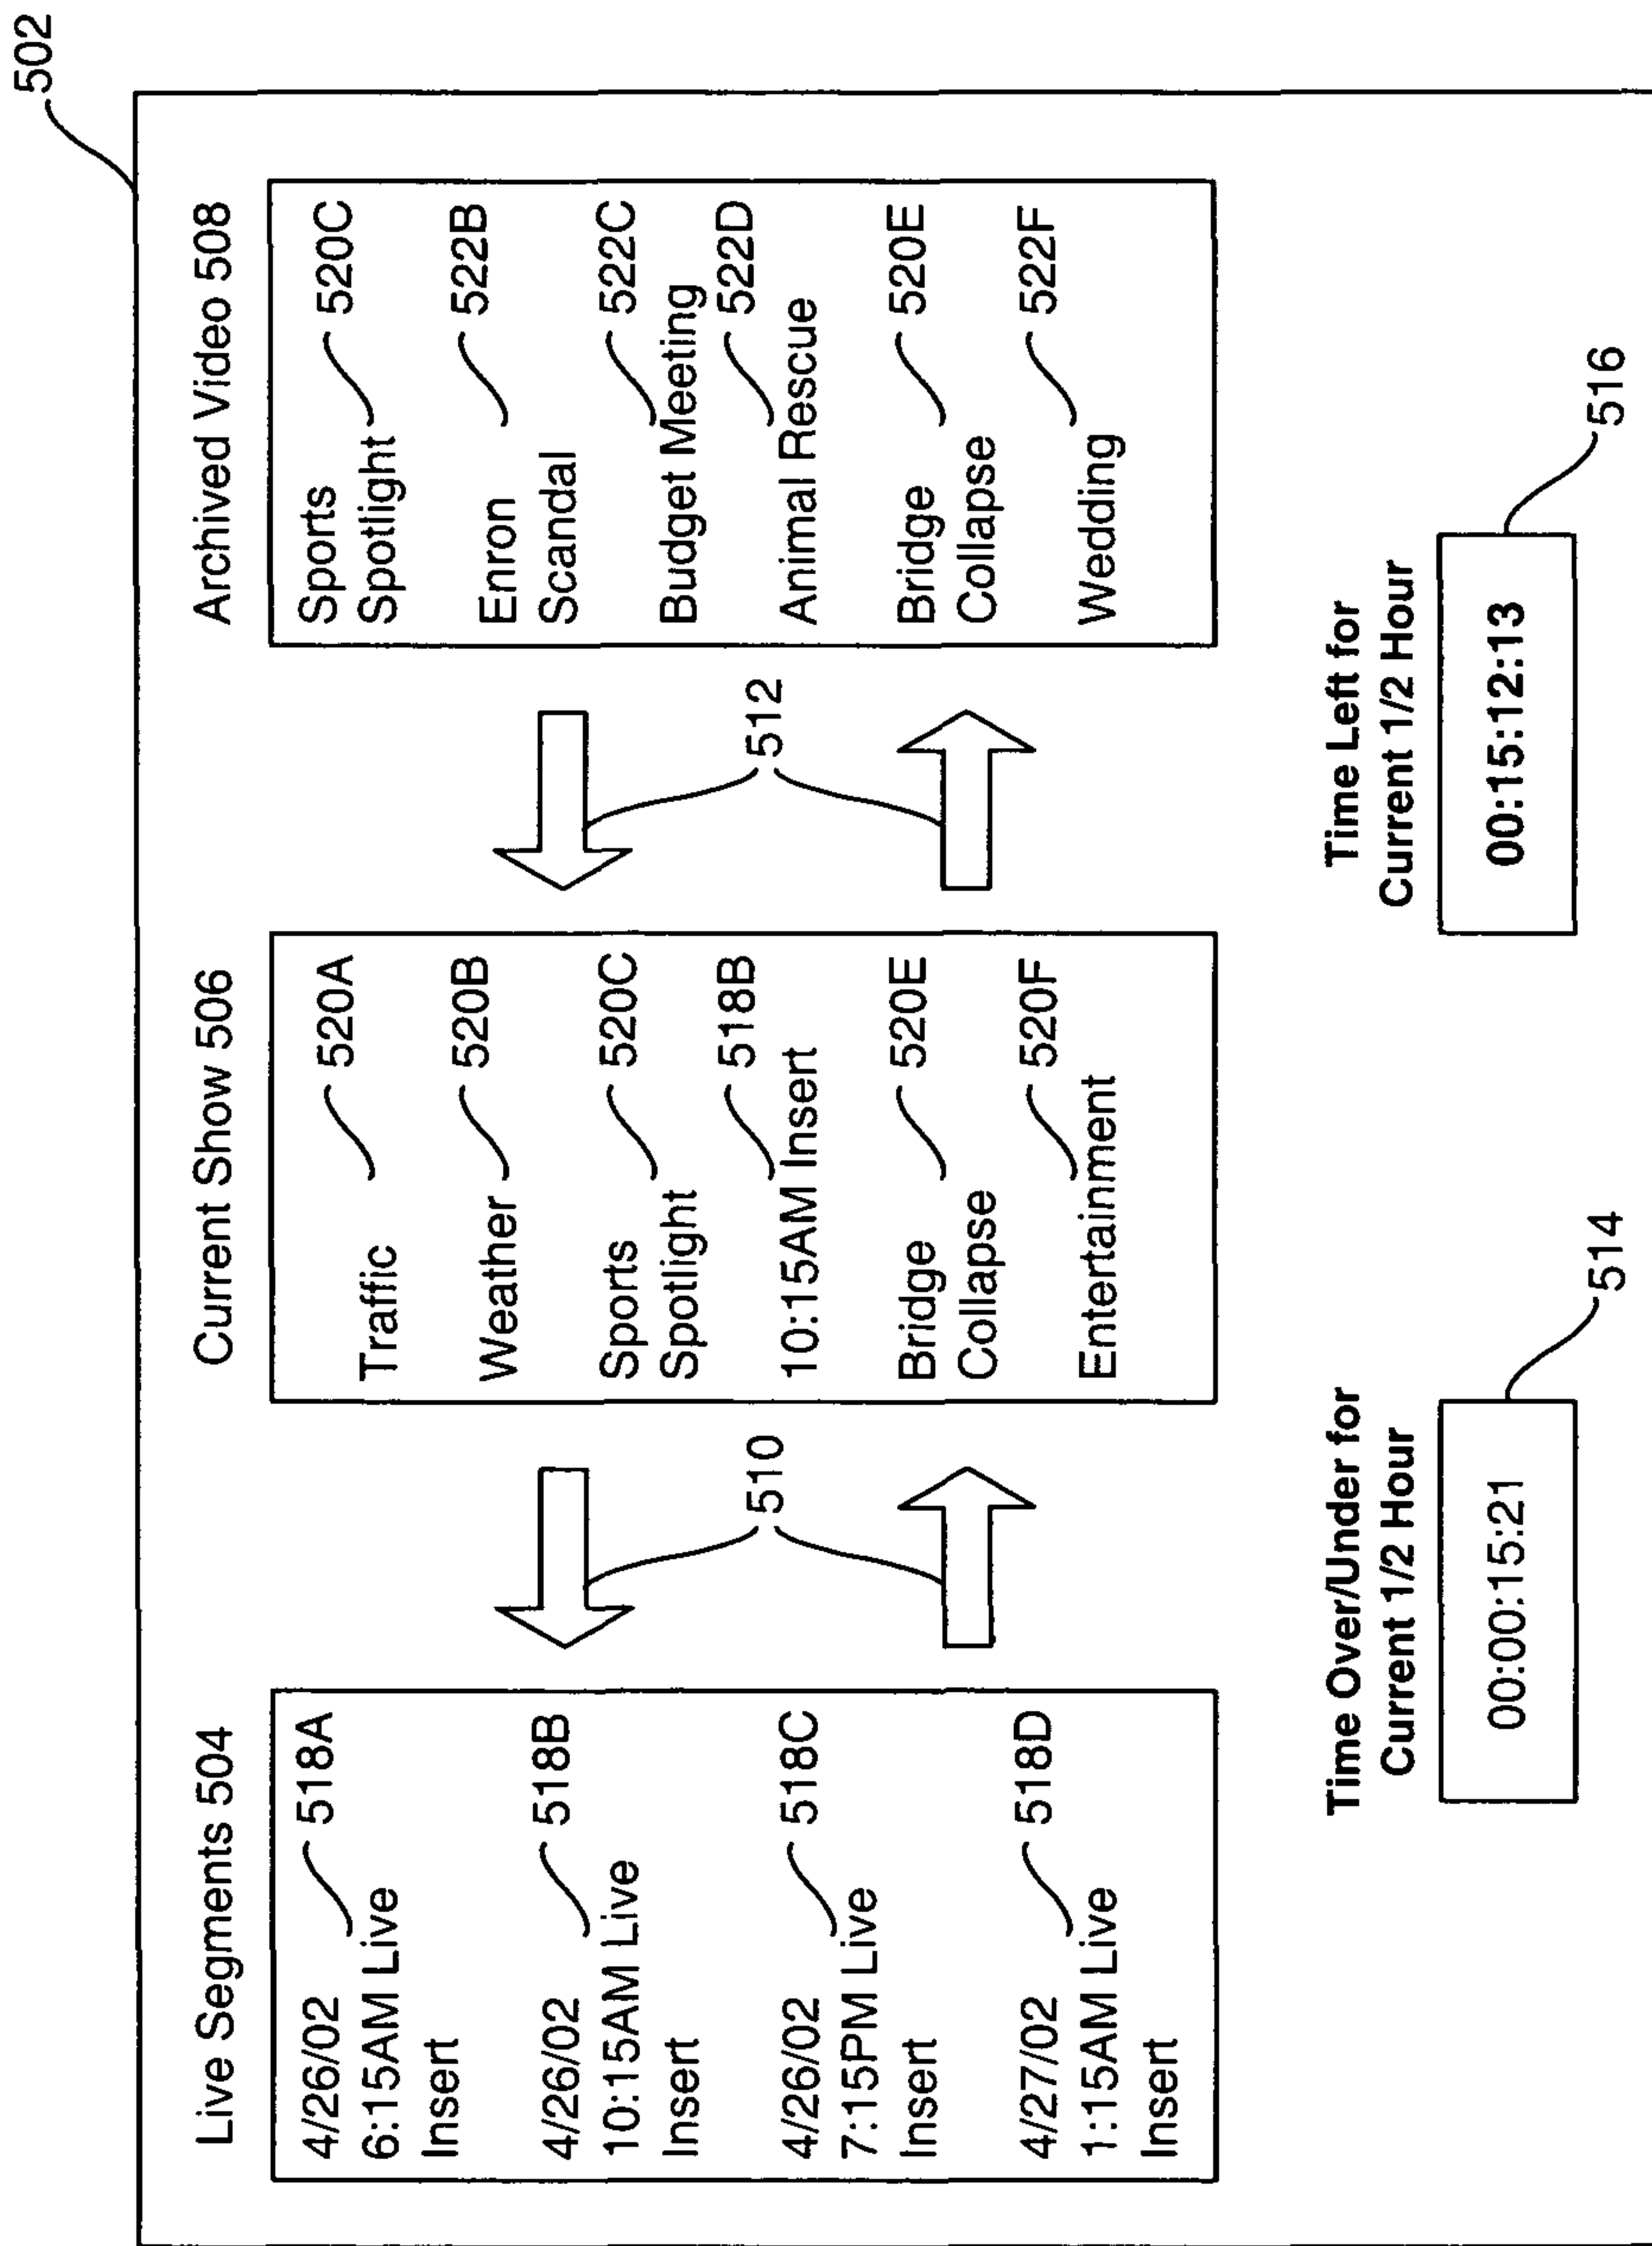 502
Live Segments 504
4/26/02
6:15AM Live
Insert
518A
4/26/02
10:15AM Live
Insert
518B
4/26/02
7:15PM Live
Insert
518C
4/27/02
1:15AM Live
Insert
518D
510
Current Show 506
Traffic
520A
Weather
520B
Sports
Spotlight
520C
10:15AM Insert
518B
Bridge
Collapse
520E
Entertainment
520F
512
Archived Video 508
Sports
Spotlight
520C
Enron
Scandal
522B
Budget Meeting
522C
Animal Rescue
522D
Bridge
Collapse
520E
Wedding
522F
Time Over/Under for
Current 1/2 Hour
00:00:15:21
514
Time Left for
Current 1/2 Hour
00:15:12:13
516